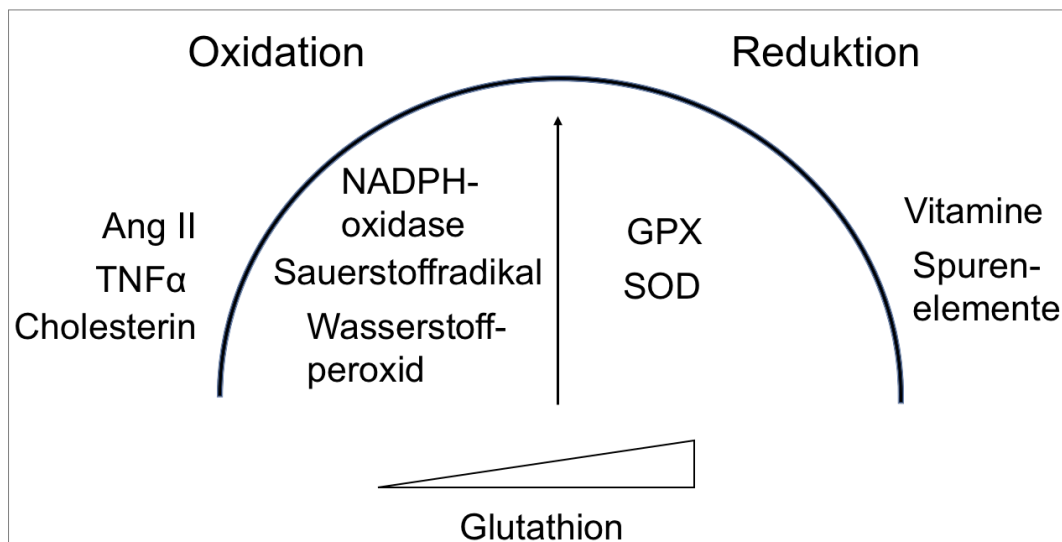 Oxidation
Reduktion
Ang II
TNFα
Cholesterin
NADPH-
oxidase
Sauerstoffradikal
Wasserstoff-
peroxid
GPX
SOD
Vitamine
Spuren-
elemente
Glutathion